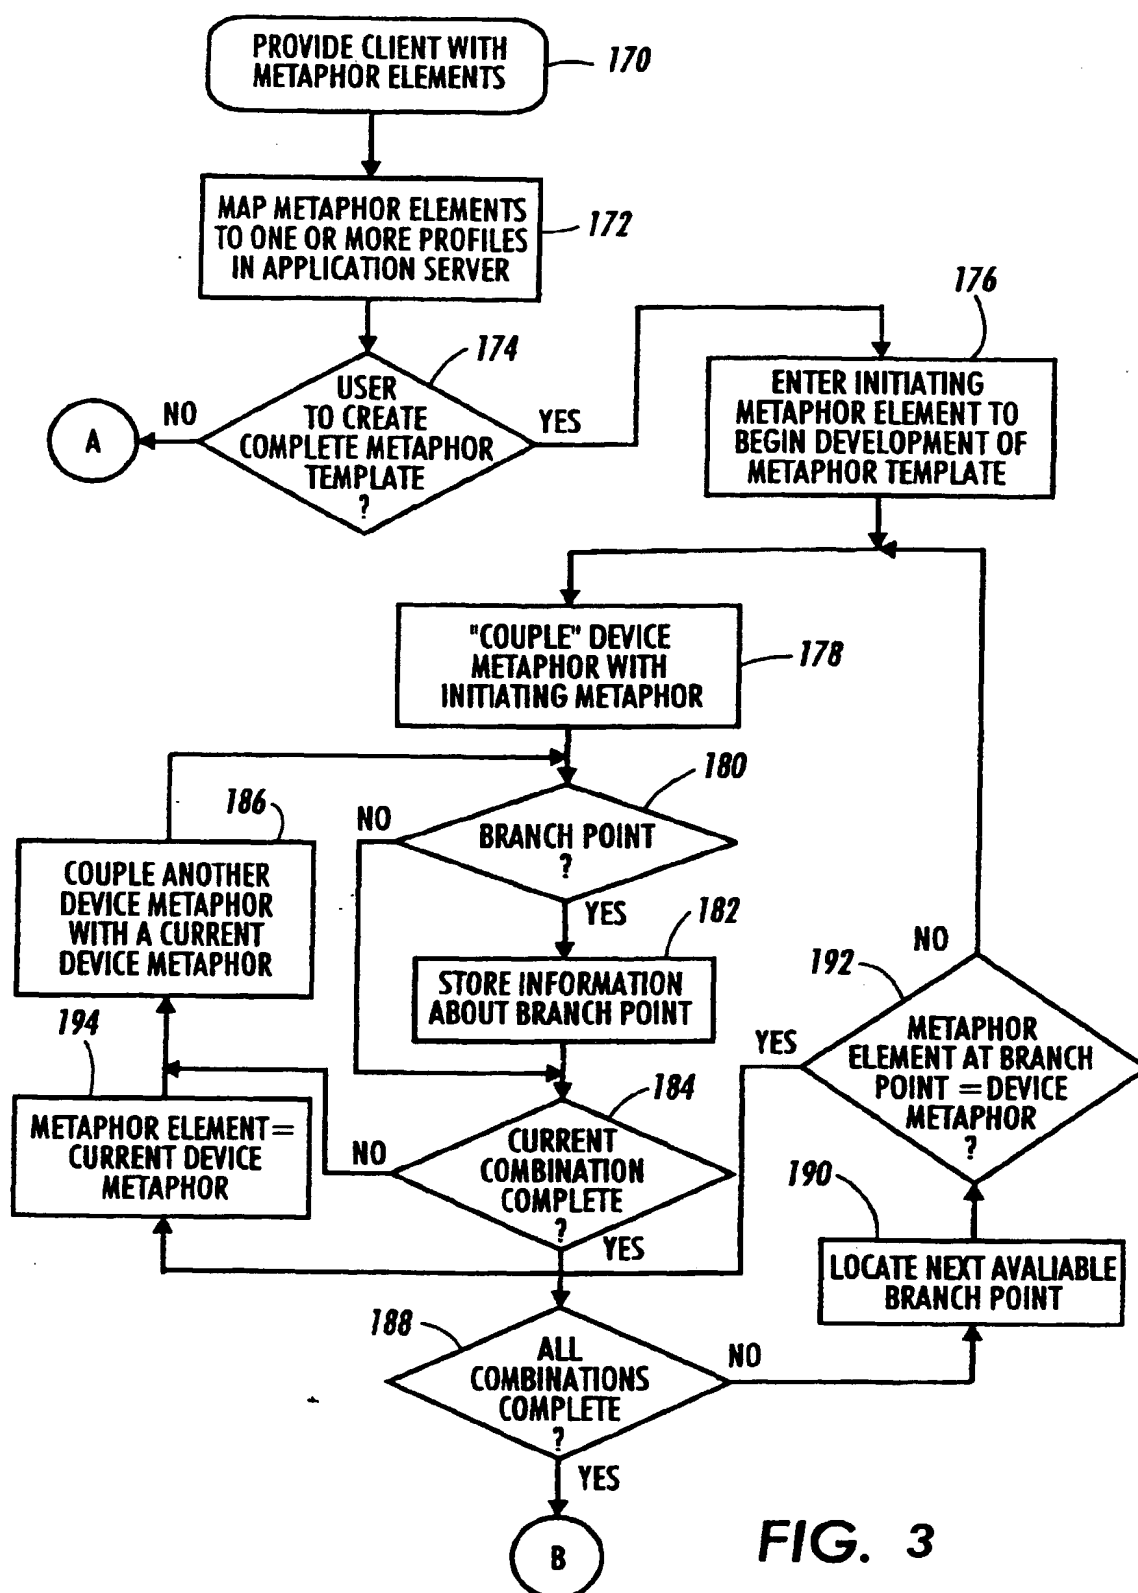 PROVIDE CLIENT WITH
METAPHOR ELEMENTS
170
MAP METAPHOR ELEMENTS
TO ONE OR MORE PROFILES
IN APPLICATION SERVER
172
174
USER
TO CREATE
COMPLETE METAPHOR
TEMPLATE
?
NO
A
YES
176
ENTER INITIATING
METAPHOR ELEMENT TO
BEGIN DEVELOPMENT OF
METAPHOR TEMPLATE
"COUPLE" DEVICE
METAPHOR WITH
INITIATING METAPHOR
178
180
BRANCH POINT
?
NO
YES
186
COUPLE ANOTHER
DEVICE METAPHOR
WITH A CURRENT
DEVICE METAPHOR
182
STORE INFORMATION
ABOUT BRANCH POINT
194
METAPHOR ELEMENT=
CURRENT DEVICE
METAPHOR
184
CURRENT
COMBINATION
COMPLETE
?
NO
YES
192
METAPHOR
ELEMENT AT BRANCH
POINT = DEVICE
METAPHOR
?
NO
YES
190
LOCATE NEXT AVALIABLE
BRANCH POINT
188
ALL
COMBINATIONS
COMPLETE
?
NO
YES
B
FIG. 3